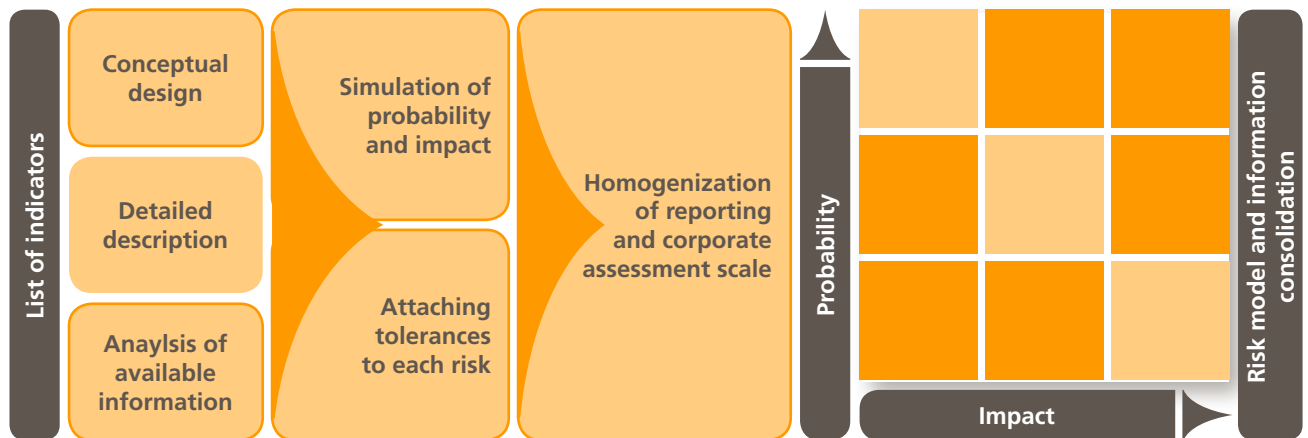 List of indicators
Conceptual
design
Detailed
description
Anaylsis of
available
information
Simulation of
probability
and impact
Attaching
tolerances
to each risk
Homogenization
of reporting
and corporate
assessment scale
Probability
Impact
Risk model and information
consolidation